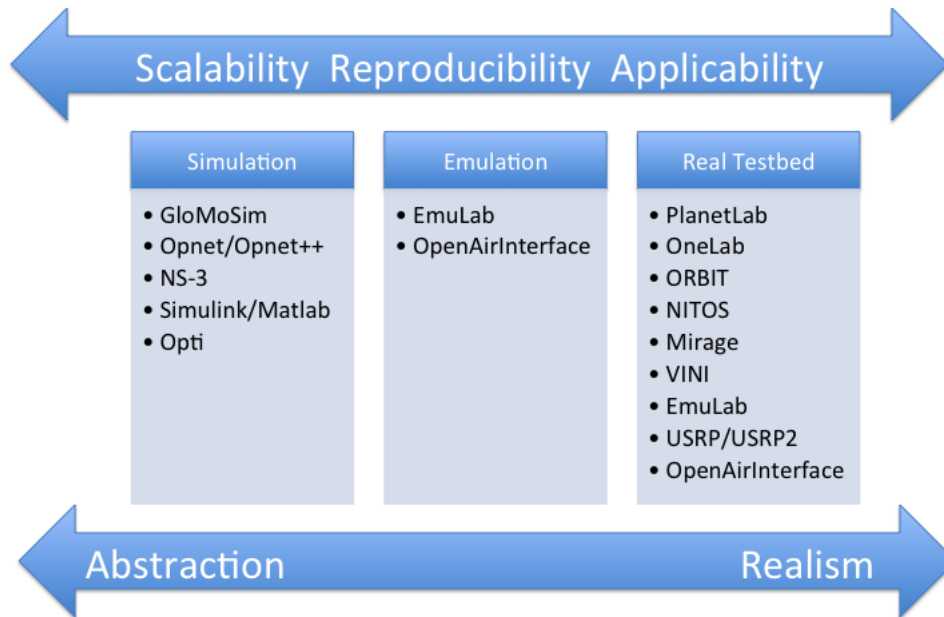 Scalability Reproducibility Applicability
Simulation
• GloMoSim
• Opnet/Opnet++
• NS-3
• Simulink/Matlab
• Opti
Emulation
• EmuLab
• OpenAirInterface
Real Testbed
• PlanetLab
• OneLab
• ORBIT
• NITOS
• Mirage
• VINI
• EmuLab
• USRP/USRP2
• OpenAirInterface
Abstraction Realism